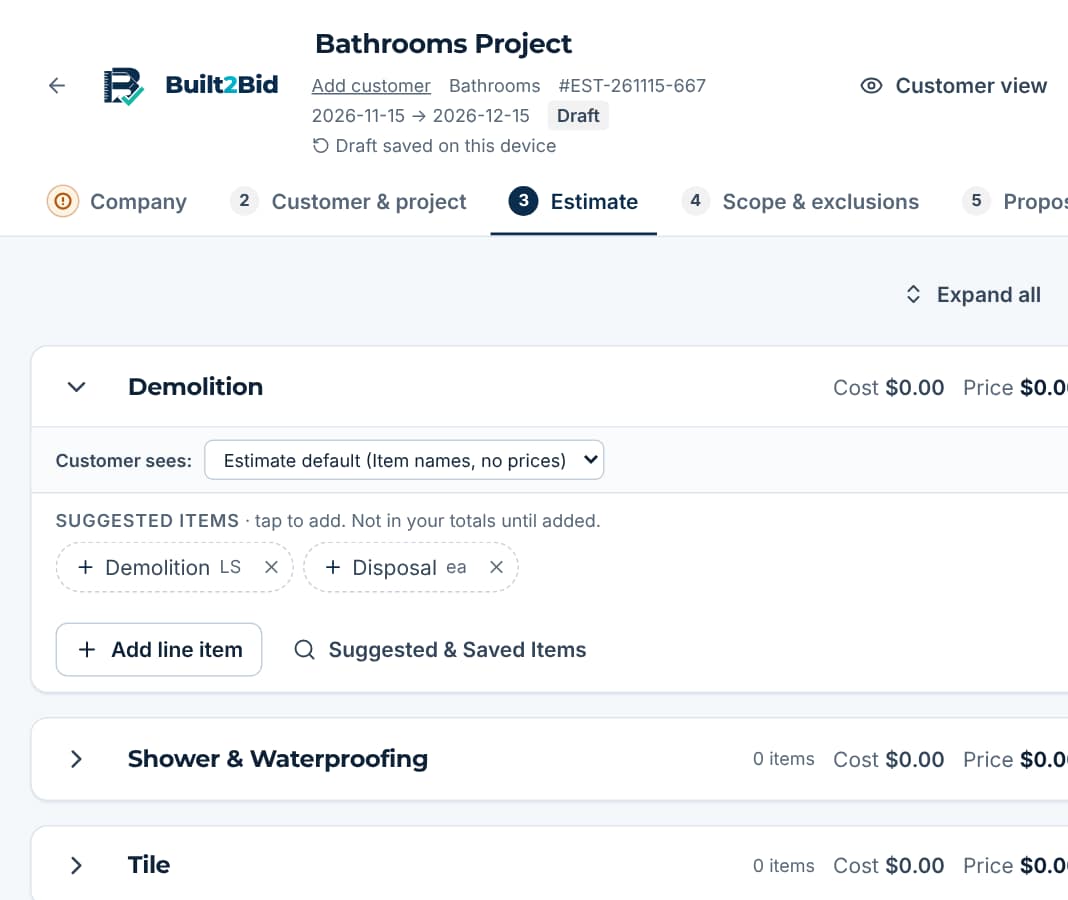 Bathrooms Project
Built2Bid
Add customer Bathrooms #EST-261115-667
Customer view
2026-11-15 → 2026-12-15 Draft
Draft saved on this device
Company
2 Customer & project
3 Estimate
4 Scope & exclusions
5 Propos
Expand all
Demolition Cost $0.00 Price $0.0
Customer sees: Estimate default (Item names, no prices)
SUGGESTED ITEMS · tap to add. Not in your totals until added.
+ Demolition LS × + Disposal ea ×
+ Add line item Suggested & Saved Items
Shower & Waterproofing 0 items Cost $0.00 Price $0.0
Tile 0 items Cost $0.00 Price $0.0